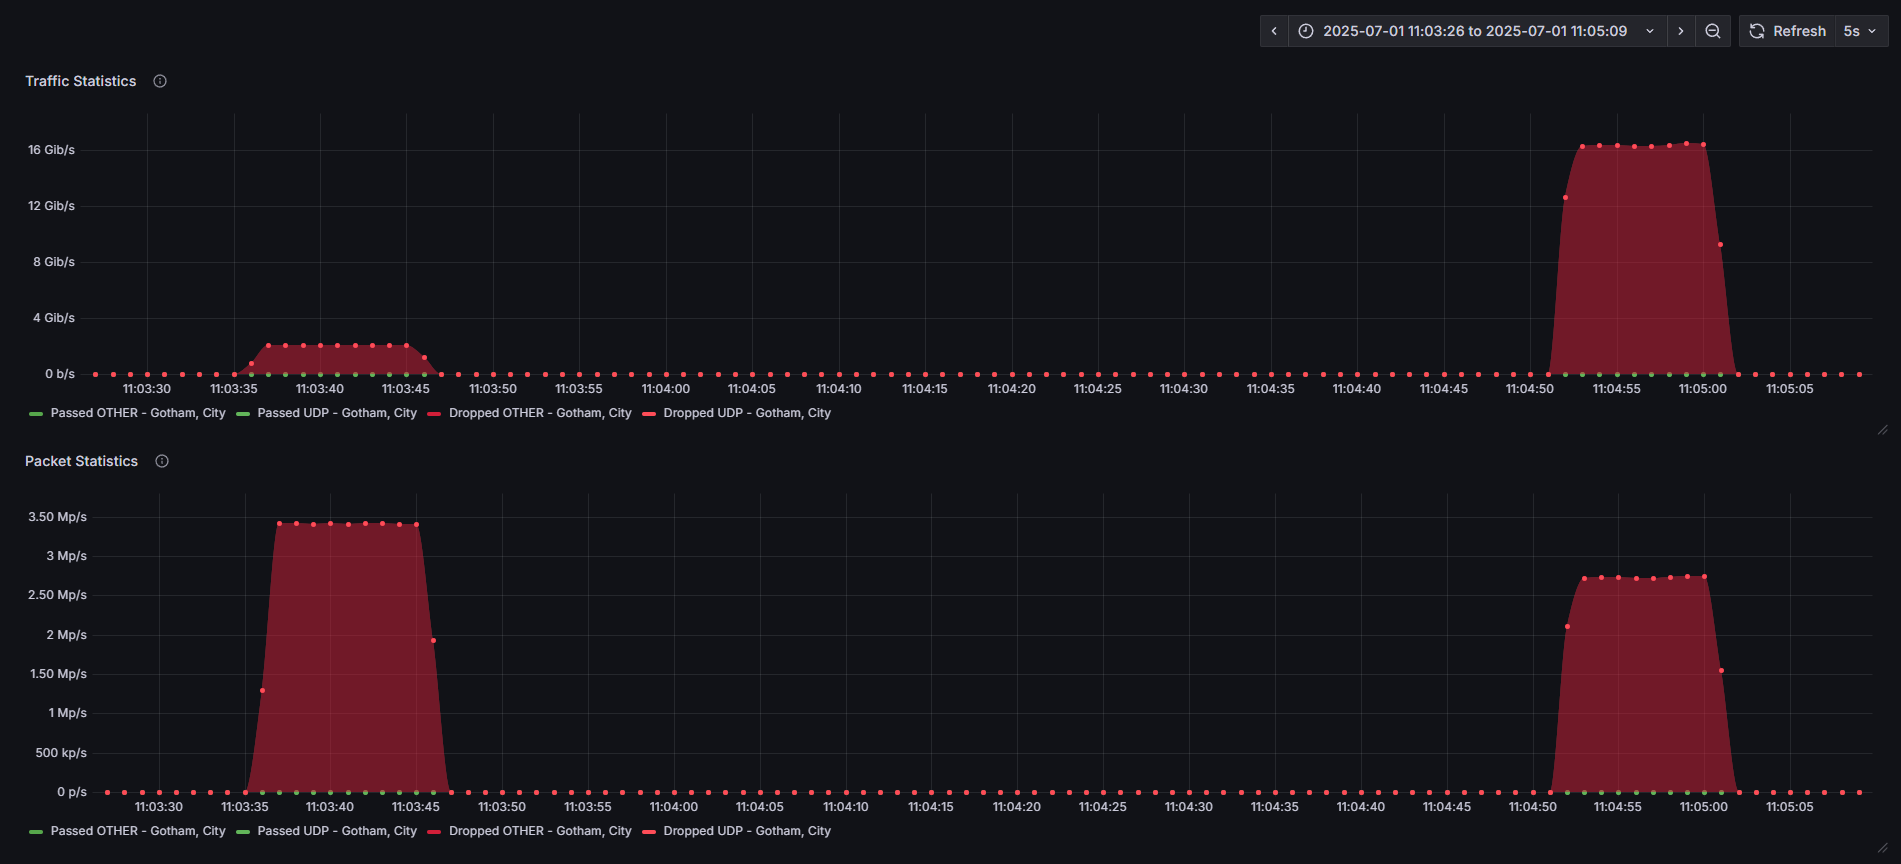 2025-07-01 11:03:26 to 2025-07-01 11:05:09 Refresh 5s
Traffic Statistics
16 Gib/s
12 Gib/s
8 Gib/s
4 Gib/s
0 b/s
11:03:30 11:03:35 11:03:40 11:03:45 11:03:50 11:03:55 11:04:00 11:04:05 11:04:10 11:04:15 11:04:20 11:04:25 11:04:30 11:04:35 11:04:40 11:04:45 11:04:50 11:04:55 11:05:00 11:05:05
Passed OTHER - Gotham, City Passed UDP - Gotham, City Dropped OTHER - Gotham, City Dropped UDP - Gotham, City
Packet Statistics
3.50 Mp/s
3 Mp/s
2.50 Mp/s
2 Mp/s
1.50 Mp/s
1 Mp/s
500 kp/s
0 p/s
11:03:30 11:03:35 11:03:40 11:03:45 11:03:50 11:03:55 11:04:00 11:04:05 11:04:10 11:04:15 11:04:20 11:04:25 11:04:30 11:04:35 11:04:40 11:04:45 11:04:50 11:04:55 11:05:00 11:05:05
Passed OTHER - Gotham, City Passed UDP - Gotham, City Dropped OTHER - Gotham, City Dropped UDP - Gotham, City